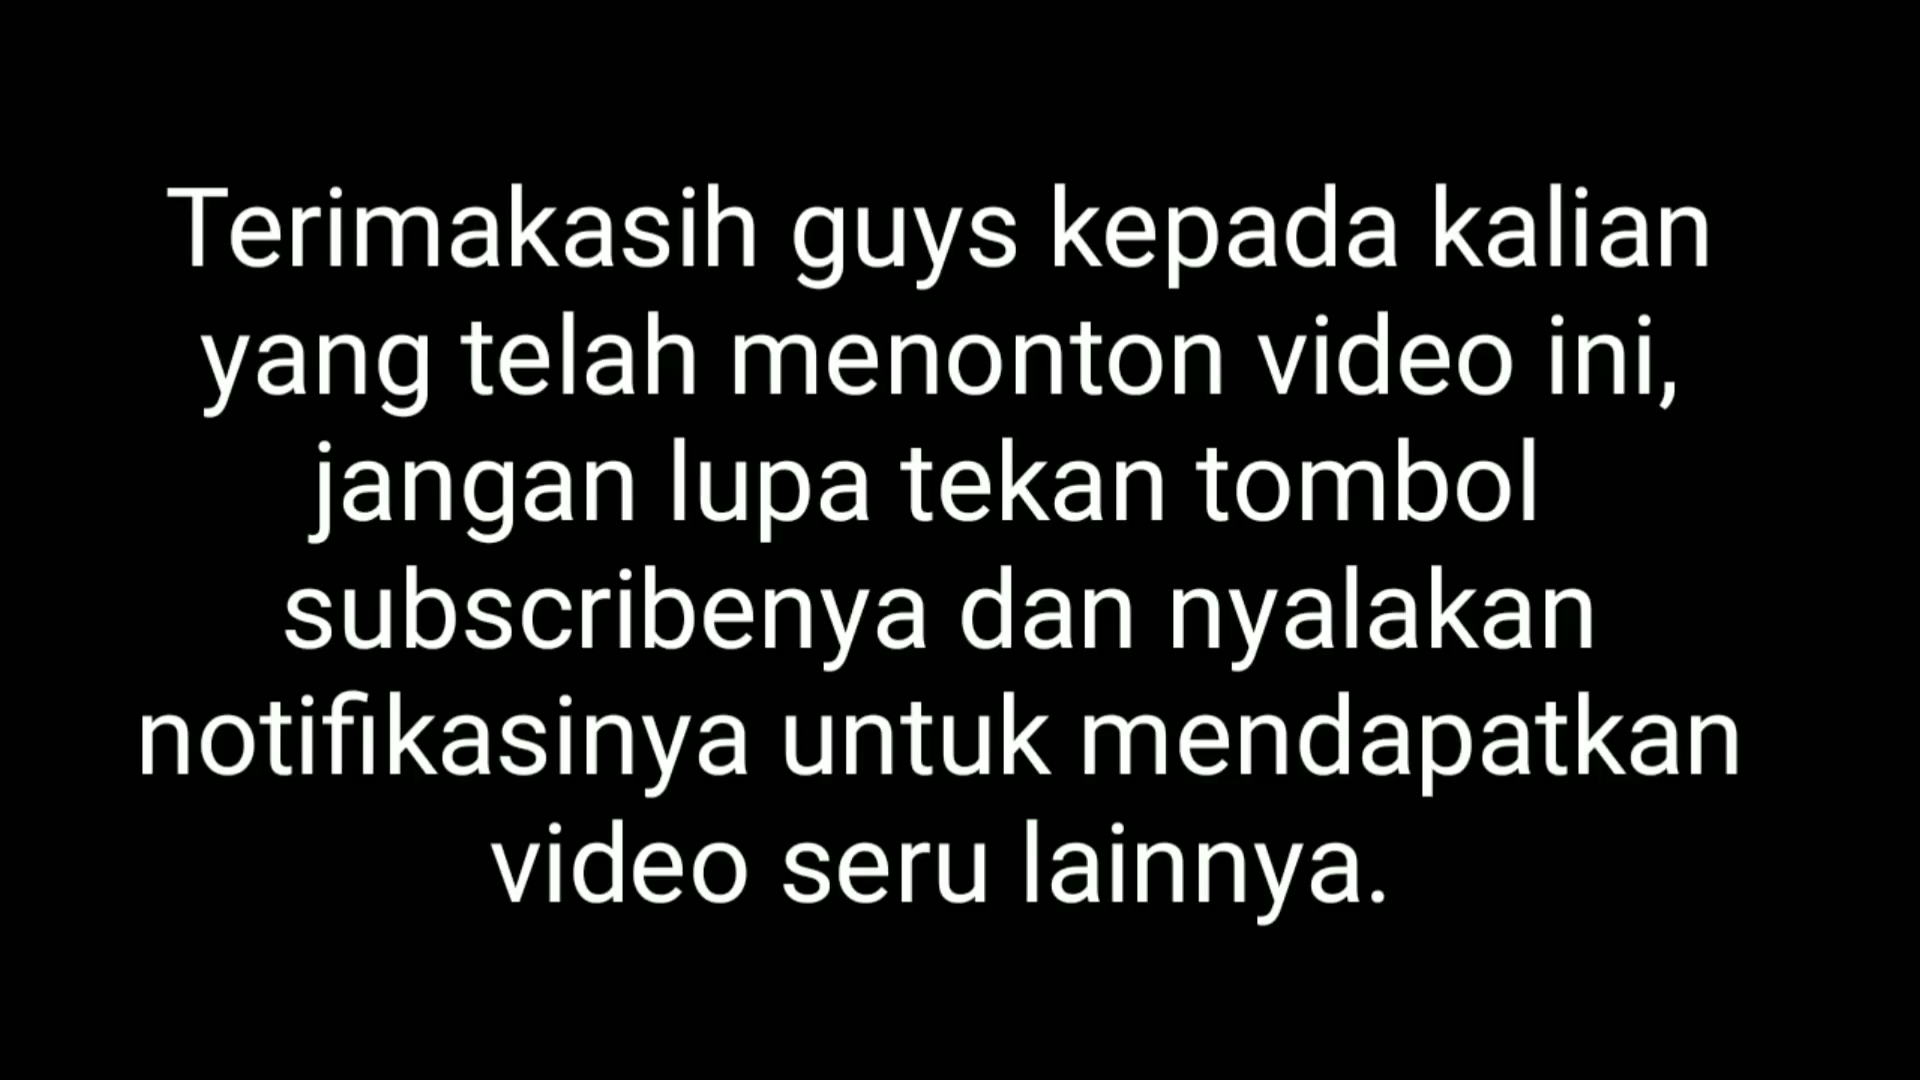 Terimakasih guys kepada kalian
yang telah menonton video ini,
jangan lupa tekan tombol
subscribenya dan nyalakan
notifikasinya untuk mendapatkan
video seru lainnya.